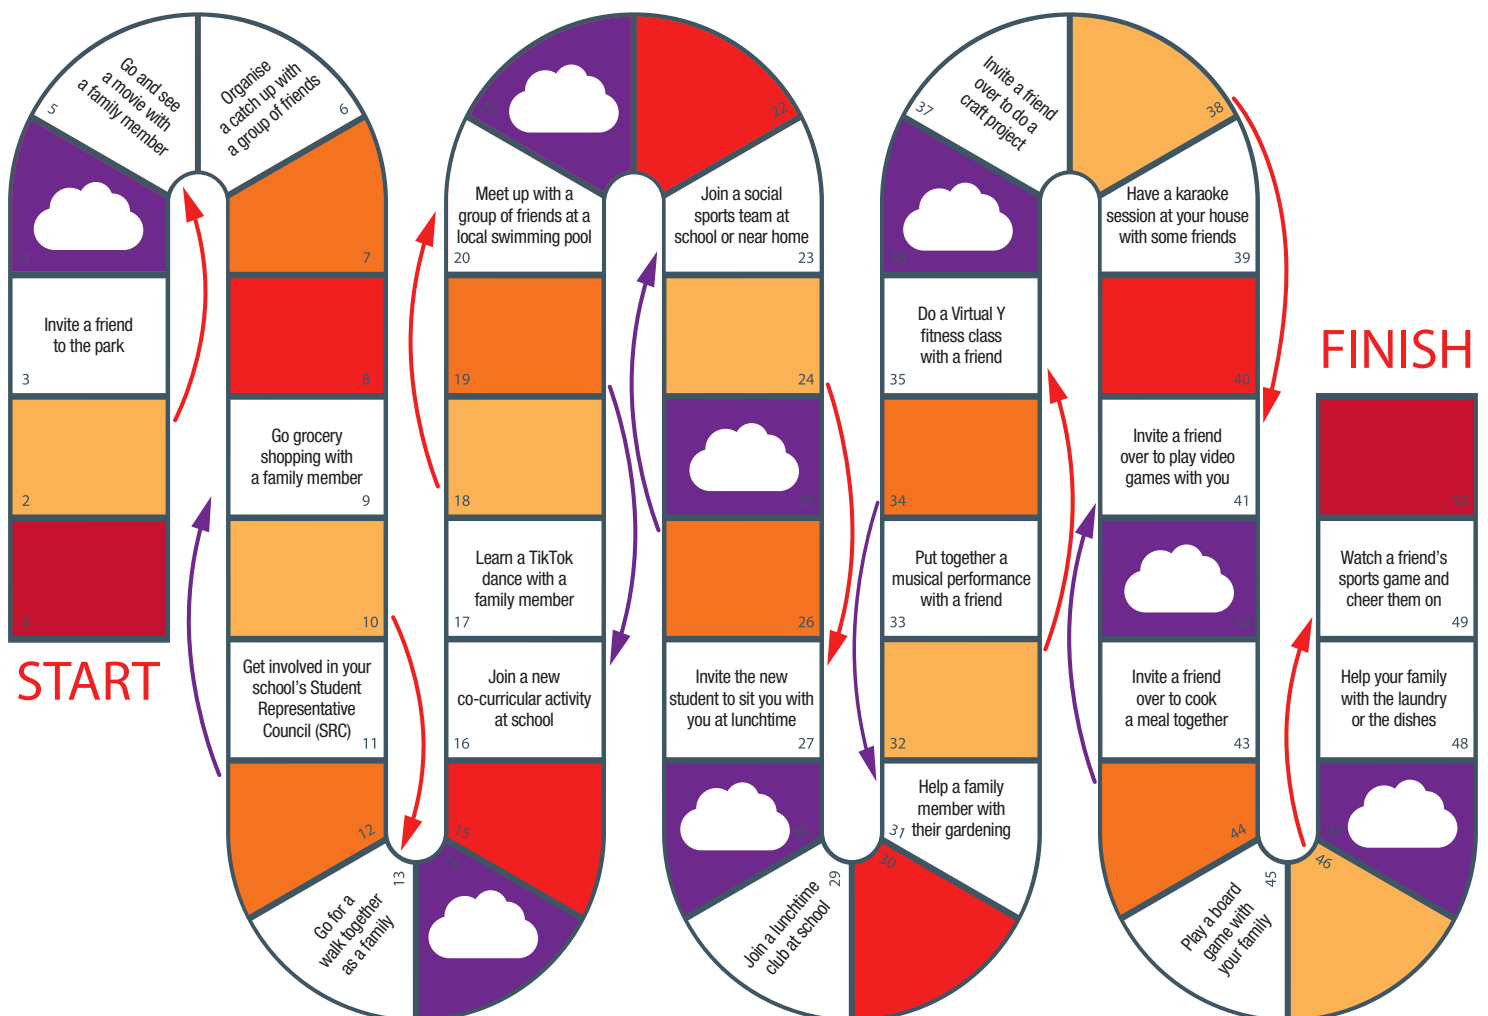 START
1
2
Invite a friend
to the park
3
4
Go and see
a movie with
a family member
5
Organise
a catch up with
a group of friends
6
7
8
Go grocery
shopping with
a family member
9
10
Get involved in your
school's Student
Representative
Council (SRC)
11
12
Go for a
walk together
as a family
13
14
15
Join a new
co-curricular activity
at school
16
Learn a TikTok
dance with a
family member
17
18
19
Meet up with a
group of friends at a
local swimming pool
20
21
22
Join a social
sports team at
school or near home
23
24
25
26
Invite the new
student to sit you with
you at lunchtime
27
28
Join a lunchtime
club at school
29
30
Help a family
member with
their gardening
31
32
Put together a
musical performance
with a friend
33
34
Do a Virtual Y
fitness class
with a friend
35
36
Invite a friend
over to do a
craft project
37
38
Have a karaoke
session at your house
with some friends
39
40
Invite a friend
over to play video
games with you
41
42
Invite a friend
over to cook
a meal together
43
44
Play a board
game with
your family
45
46
47
Help your family
with the laundry
or the dishes
48
Watch a friend's
sports game and
cheer them on
49
50
FINISH